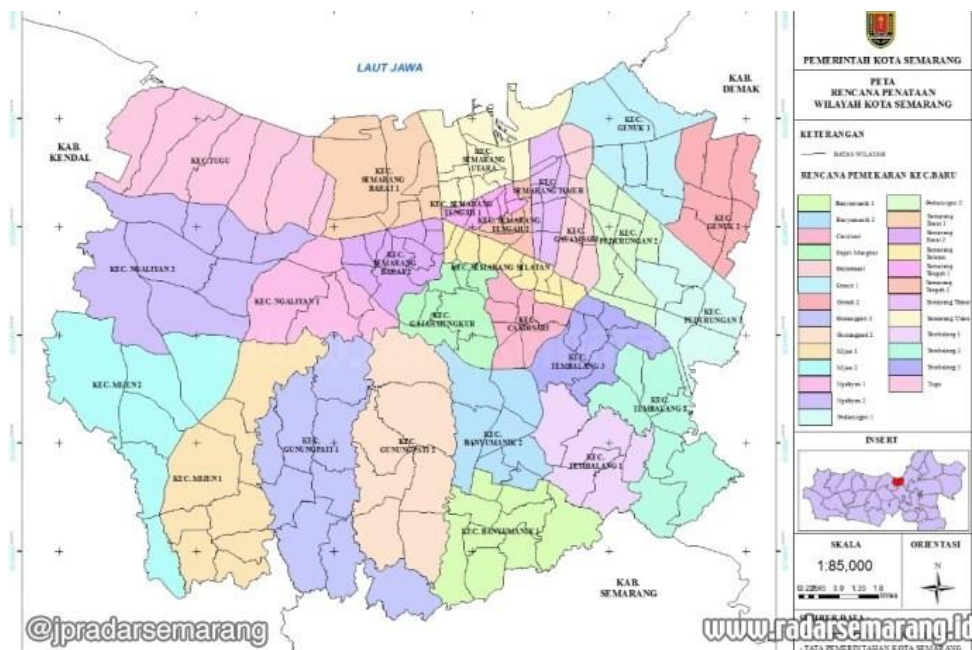 LAUT JAWA
KAB.
DEMAK
KAB.
KENDAL
KEC. TUGU
KEC.
SEMARANG
BARAT 1
KEC.
SEMARANG
UTARA
KEC.
GENUK 1
KEC.
SEMARANG TIMUR
KEC. SEMARANG
TENGAH 1
KEC. SEMARANG
TENGAH 2
KEC.
GAYAMSARI
KEC.
PEDURUNGAN 2
KEC.
GENUK 2
KEC. NGALIYAN 2
KEC.
SEMARANG
BARAT 2
KEC. SEMARANG SELATAN
KEC. NGALIYAN 1
KEC.
GAJAHMUNGKUR
KEC.
CANDISARI
KEC.
PEDURUNGAN 1
KEC.
TEMBALANG 3
KEC. MIJEN 2
KEC.
TEMBALANG 2
KEC.
GUNUNGPATI 1
KEC.
GUNUNGPATI 2
KEC.
BANYUMANIK 2
KEC.
TEMBALANG 1
KEC. MIJEN 1
KEC. BANYUMANIK 1
KAB.
SEMARANG
@jpradarsemarang
PEMERINTAH KOTA SEMARANG
PETA
RENCANA PENATAAN
WILAYAH KOTA SEMARANG
KETERANGAN
BATAS WILAYAH
RENCANA PEMEKARAN KEC.BARU
Banyumanik 1
Banyumanik 2
Candisari
Gajah Mungkur
Gayamsari
Genuk 1
Genuk 2
Gunungpati 1
Gunungpati 2
Mijen 1
Mijen 2
Ngaliyan 1
Ngaliyan 2
Pedurungan 1
Pedurungan 2
Semarang
Barat 1
Semarang
Barat 2
Semarang
Selatan
Semarang
Tengah 1
Semarang
Tengah 2
Semarang Timur
Semarang Utara
Tembalang 1
Tembalang 2
Tembalang 3
Tugu
INSERT
SKALA
1:85,000
ORIENTASI
N
SUMBER DATA
www.radarsemarang.id
- TATA PEMERINTAHAN KOTA SEMARANG